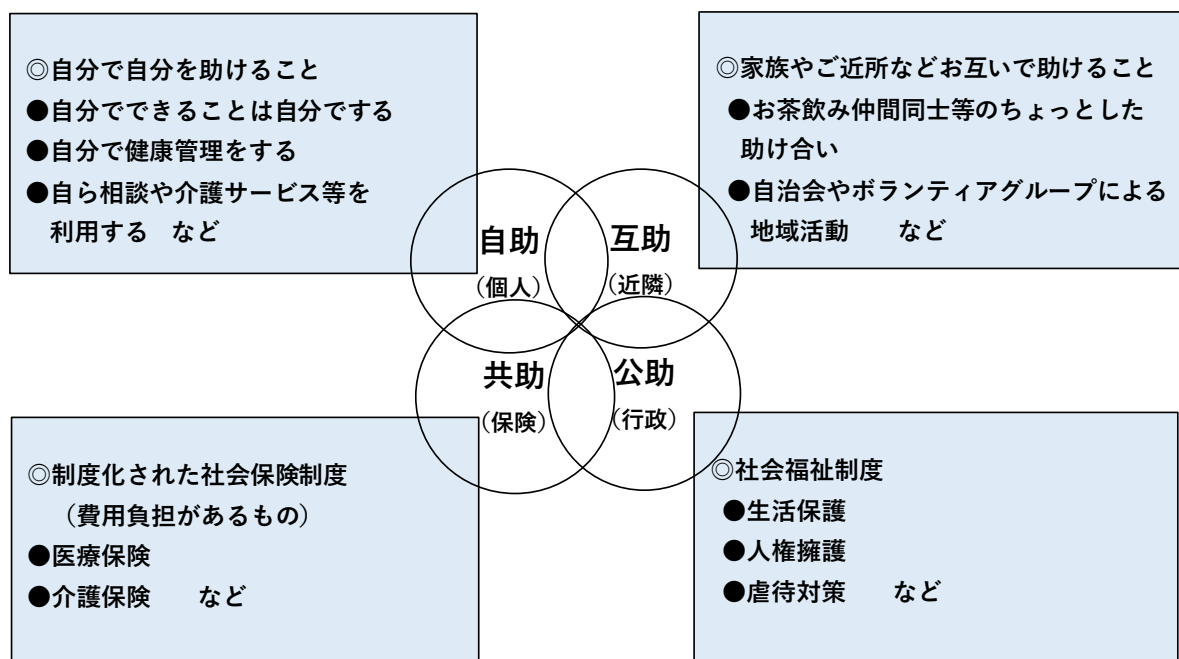 ◎自分で自分を助けること
●自分でできることは自分でする
●自分で健康管理をする
●自ら相談や介護サービス等を
利用する　など
◎家族やご近所などお互いで助けること
●お茶飲み仲間同士等のちょっとした
助け合い
●自治会やボランティアグループによる
地域活動　　など
自助
（個人）
互助
（近隣）
共助
（保険）
公助
（行政）
◎制度化された社会保険制度
（費用負担があるもの）
●医療保険
●介護保険　　など
◎社会福祉制度
●生活保護
●人権擁護
●虐待対策　　など